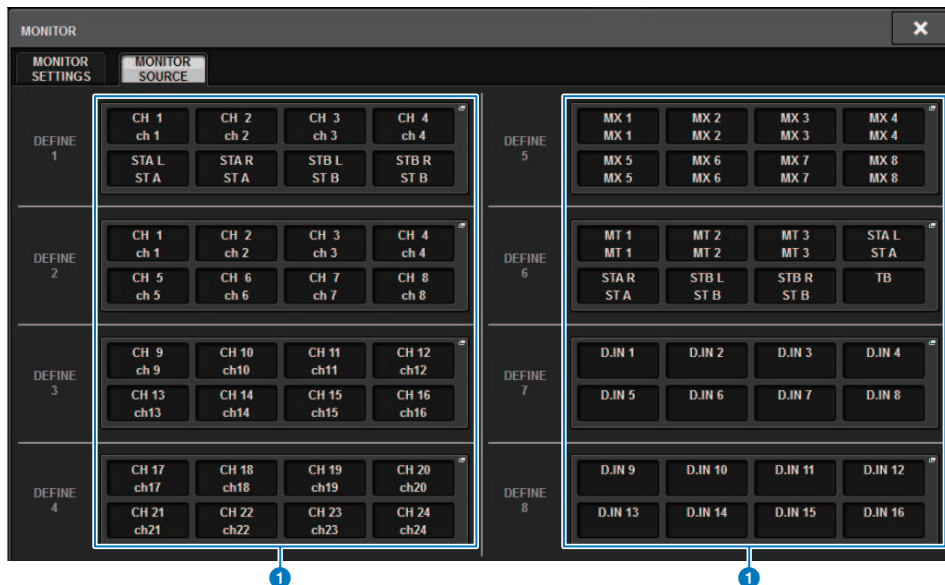 MONITOR
MONITOR SETTINGS
MONITOR SOURCE
DEFINE 1
CH 1 CH 2 CH 3 CH 4
ch 1 ch 2 ch 3 ch 4
STA L STA R STB L STB R
ST A ST A ST B ST B
DEFINE 2
CH 1 CH 2 CH 3 CH 4
ch 1 ch 2 ch 3 ch 4
CH 5 CH 6 CH 7 CH 8
ch 5 ch 6 ch 7 ch 8
DEFINE 3
CH 9 CH 10 CH 11 CH 12
ch 9 ch10 ch11 ch12
CH 13 CH 14 CH 15 CH 16
ch13 ch14 ch15 ch16
DEFINE 4
CH 17 CH 18 CH 19 CH 20
ch17 ch18 ch19 ch20
CH 21 CH 22 CH 23 CH 24
ch21 ch22 ch23 ch24
1
DEFINE 5
MX 1 MX 2 MX 3 MX 4
MX 1 MX 2 MX 3 MX 4
MX 5 MX 6 MX 7 MX 8
MX 5 MX 6 MX 7 MX 8
DEFINE 6
MT 1 MT 2 MT 3 STA L
MT 1 MT 2 MT 3 ST A
STA R STB L STB R TB
ST A ST B ST B
DEFINE 7
D.IN 1 D.IN 2 D.IN 3 D.IN 4
D.IN 5 D.IN 6 D.IN 7 D.IN 8
DEFINE 8
D.IN 9 D.IN 10 D.IN 11 D.IN 12
D.IN 13 D.IN 14 D.IN 15 D.IN 16
1